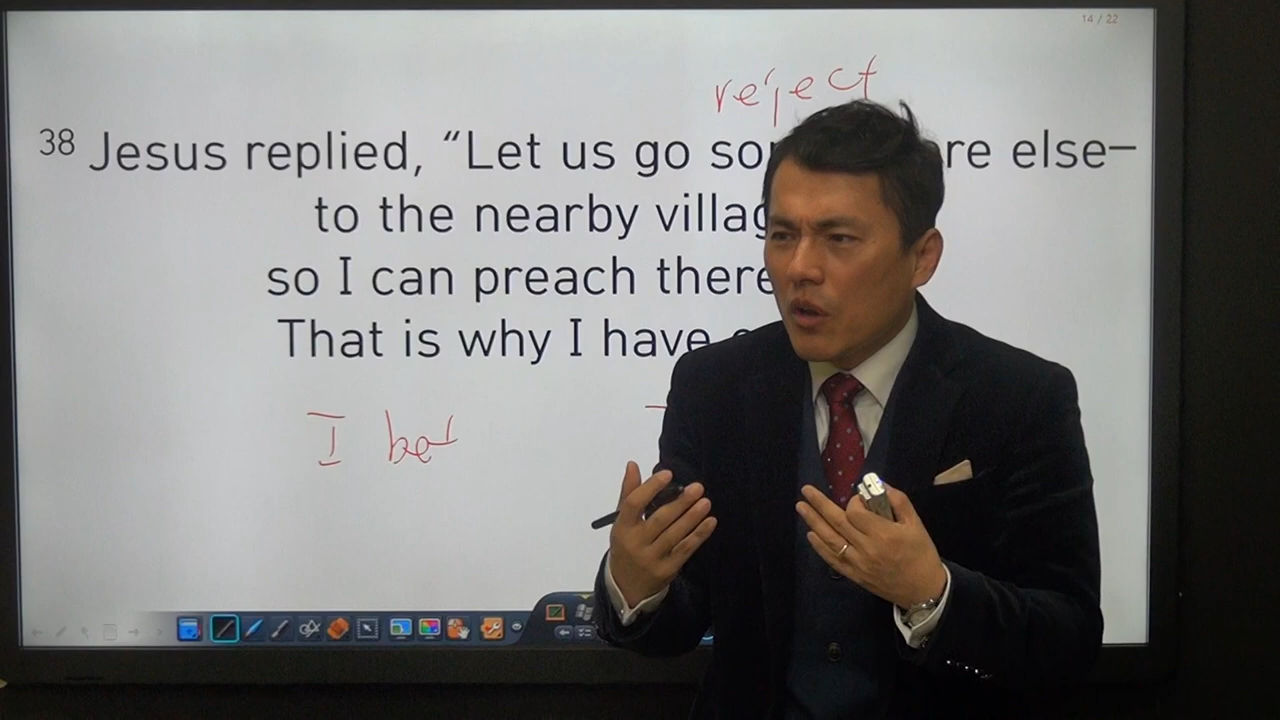 14 / 22
reject
38 Jesus replied, “Let us go so re else—
to the nearby villag
so I can preach there
That is why I have
I bet